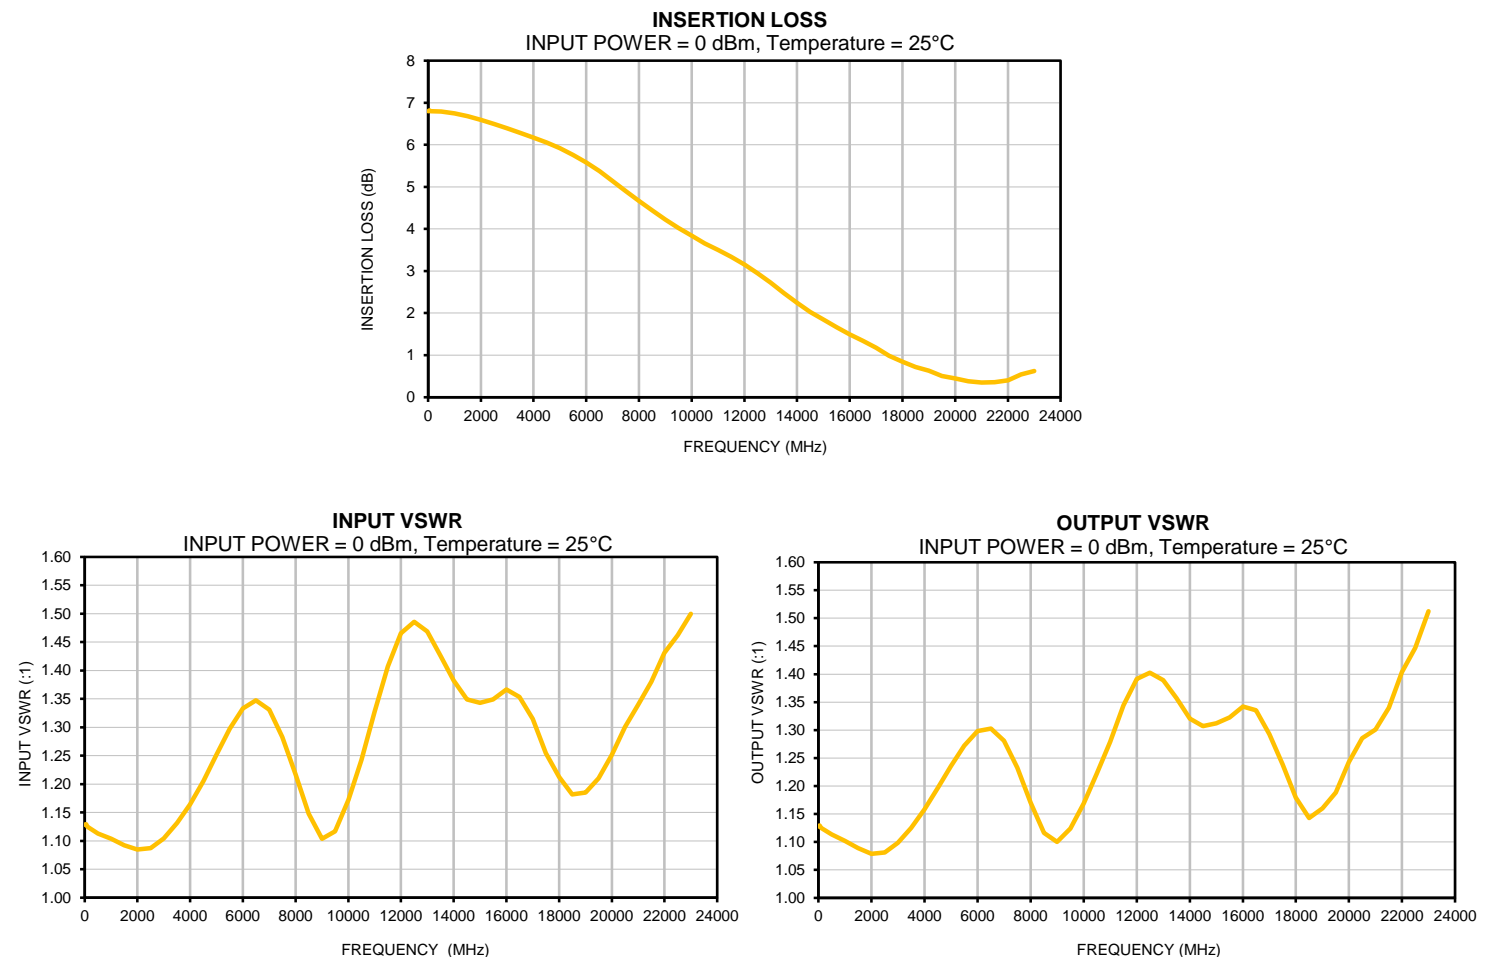 INSERTION LOSS
INPUT POWER = 0 dBm, Temperature = 25°C
8
7
6
5
4
3
2
1
0
INSERTION LOSS (dB)
0 2000 4000 6000 8000 10000 12000 14000 16000 18000 20000 22000 24000
FREQUENCY (MHz)
INPUT VSWR
INPUT POWER = 0 dBm, Temperature = 25°C
1.60
1.55
1.50
1.45
1.40
1.35
1.30
1.25
1.20
1.15
1.10
1.05
1.00
INPUT VSWR (:1)
0 2000 4000 6000 8000 10000 12000 14000 16000 18000 20000 22000 24000
FREQUENCY (MHz)
OUTPUT VSWR
INPUT POWER = 0 dBm, Temperature = 25°C
1.60
1.55
1.50
1.45
1.40
1.35
1.30
1.25
1.20
1.15
1.10
1.05
1.00
OUTPUT VSWR (:1)
0 2000 4000 6000 8000 10000 12000 14000 16000 18000 20000 22000 24000
FREQUENCY (MHz)